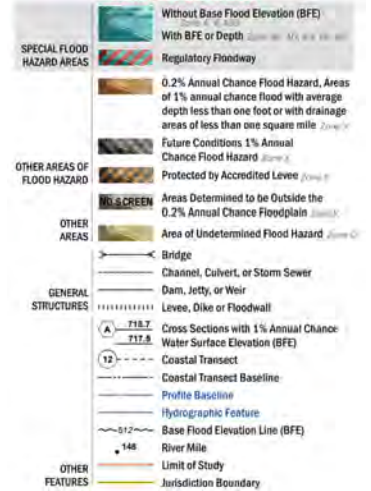 Without Base Flood Elevation (BFE)
With BFE or Depth
SPECIAL FLOOD
HAZARD AREAS
Regulatory Floodway
0.2% Annual Chance Flood Hazard, Areas
of 1% annual chance flood with average
depth less than one foot or with drainage
areas of less than one square mile Zone X
Future Conditions 1% Annual
Chance Flood Hazard Zone X
OTHER AREAS OF
FLOOD HAZARD
Protected by Accredited Levee Zone X
NO SCREEN
Areas Determined to be Outside the
0.2% Annual Chance Floodplain Zone X
OTHER
AREAS
Area of Undetermined Flood Hazard Zone D
Bridge
Channel, Culvert, or Storm Sewer
GENERAL
STRUCTURES
Dam, Jetty, or Weir
Levee, Dike or Floodwall
A 718.7
717.8
Cross Sections with 1% Annual Chance
Water Surface Elevation (BFE)
12
Coastal Transect
Coastal Transect Baseline
Profile Baseline
Hydrographic Feature
512
Base Flood Elevation Line (BFE)
146
River Mile
OTHER
FEATURES
Limit of Study
Jurisdiction Boundary